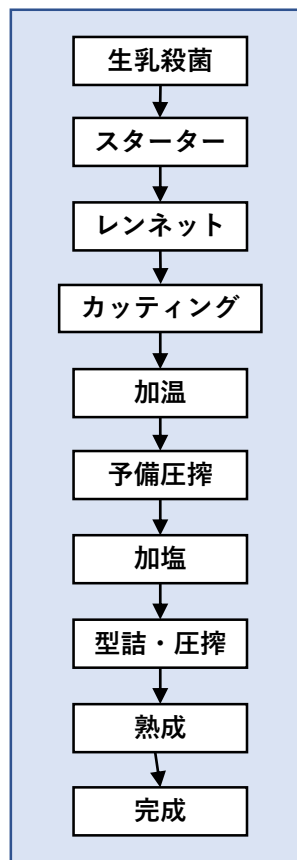 生乳殺菌
スターター
レンネット
カッティング
加温
予備圧搾
加塩
型詰・圧搾
熟成
完成